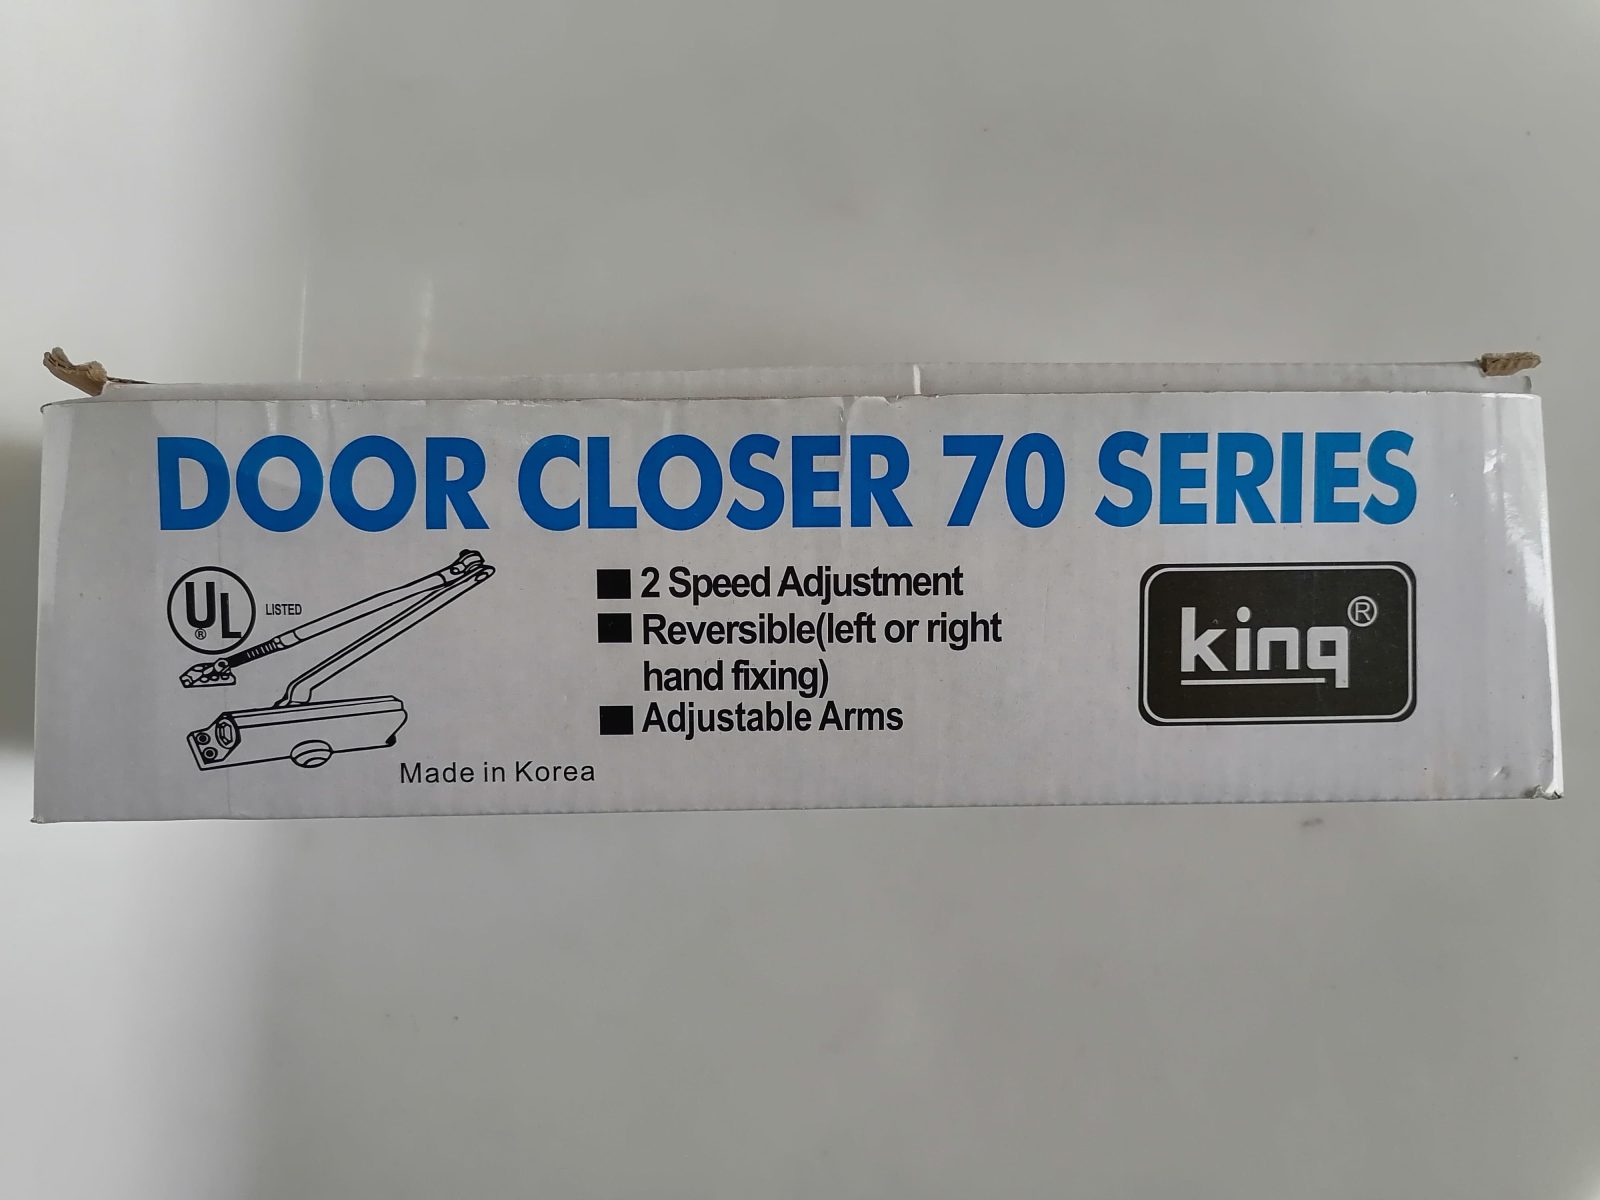 DOOR CLOSER 70 SERIES
UL
®
LISTED
2 Speed Adjustment
Reversible(left or right
hand fixing)
Adjustable Arms
Made in Korea
king®